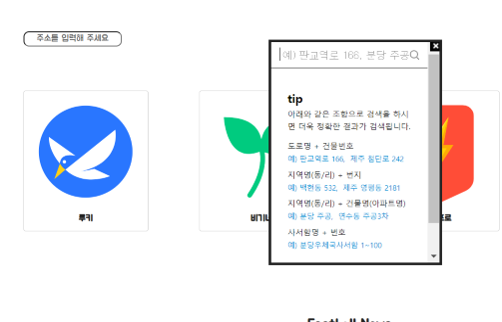 주소를 입력해 주세요
예) 판교역로 166, 분당 주공
tip
아래와 같은 조합으로 검색을 하시
면 더욱 정확한 결과가 검색됩니다.
도로명 + 건물번호
예) 판교역로 166, 제주 첨단로 242
지역명(동/리) + 번지
예) 백현동 532, 제주 영평동 2181
지역명(동/리) + 건물명(아파트명)
예) 분당 주공, 연수동 주공3차
사서함명 + 번호
예) 분당우체국사서함 1~100
루키
비기너
프로